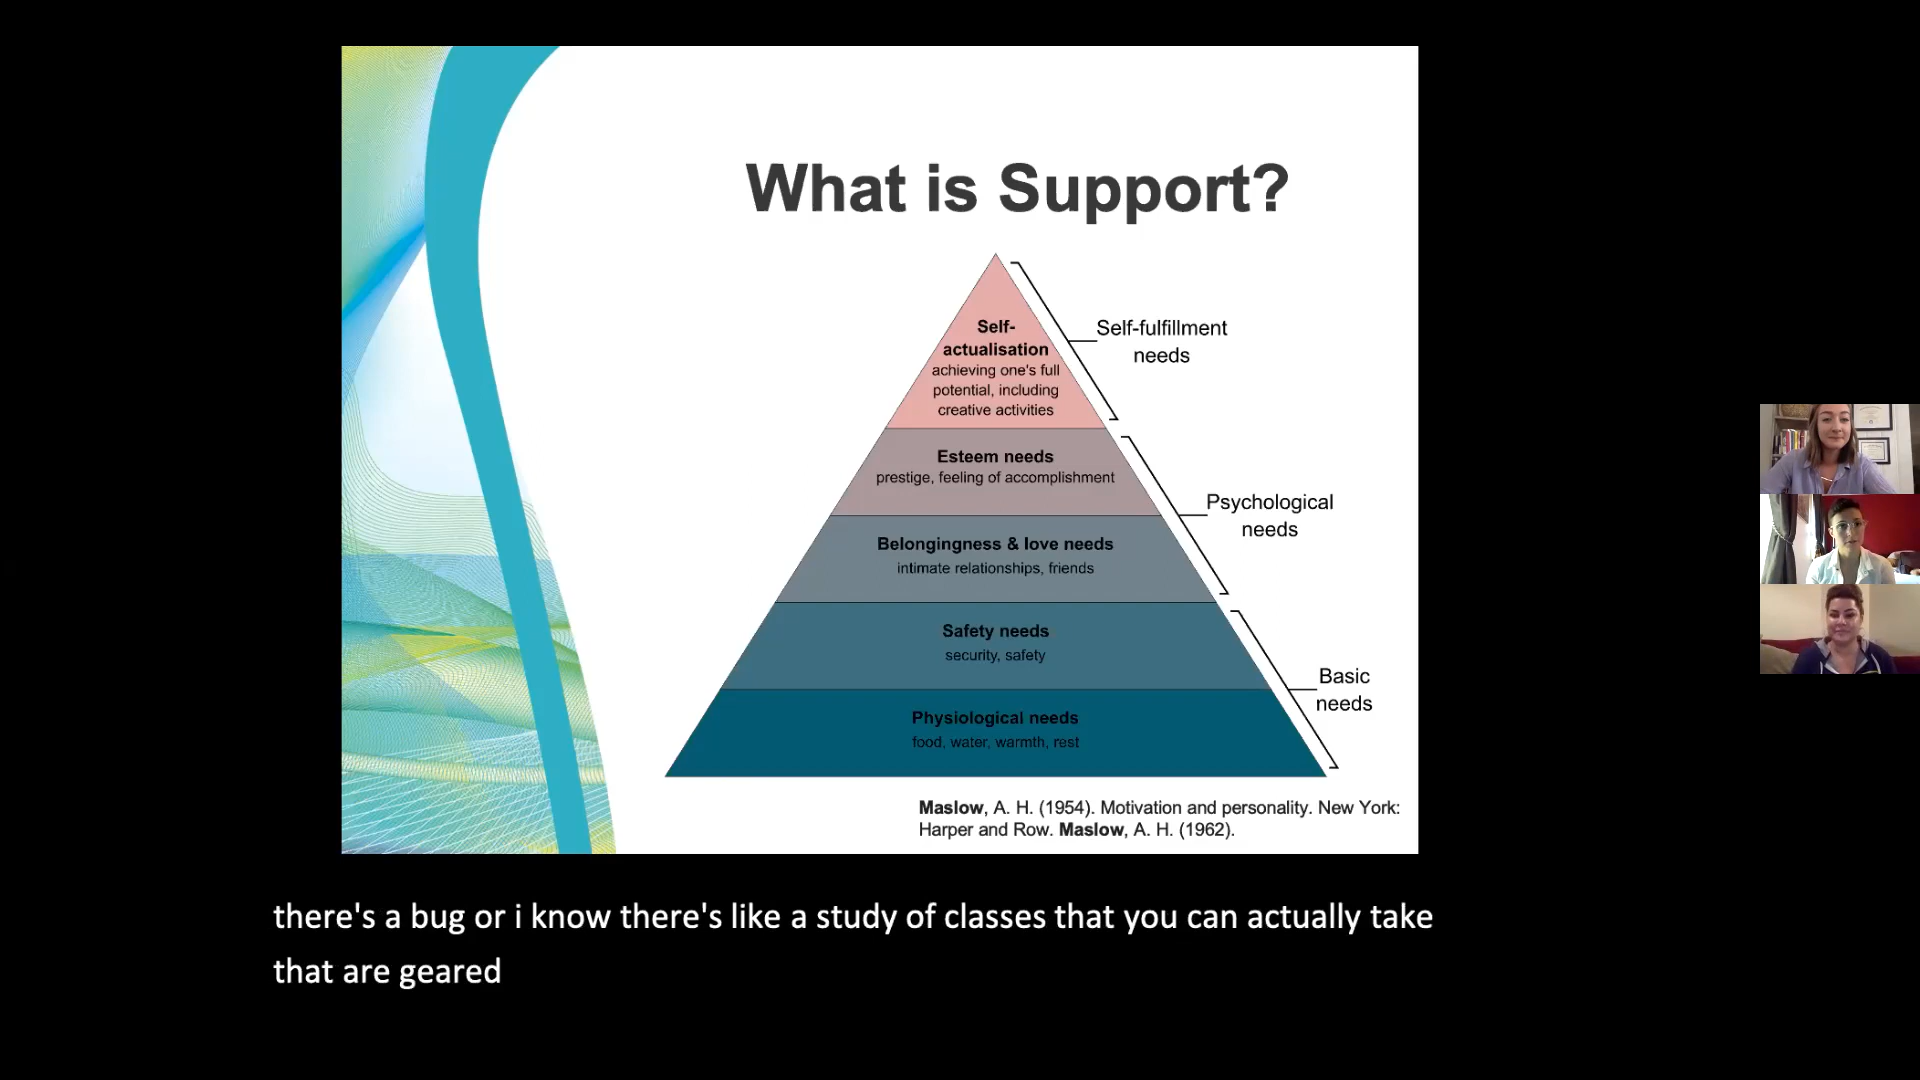 What is Support?
Self-
actualisation
achieving one's full
potential, including
creative activities
Self-fulfillment
needs
Esteem needs
prestige, feeling of accomplishment
Psychological
needs
Belongingness & love needs
intimate relationships, friends
Safety needs
security, safety
Basic
needs
Physiological needs
food, water, warmth, rest
Maslow, A. H. (1954). Motivation and personality. New York:
Harper and Row. Maslow, A. H. (1962).
there's a bug or i know there's like a study of classes that you can actually take
that are geared